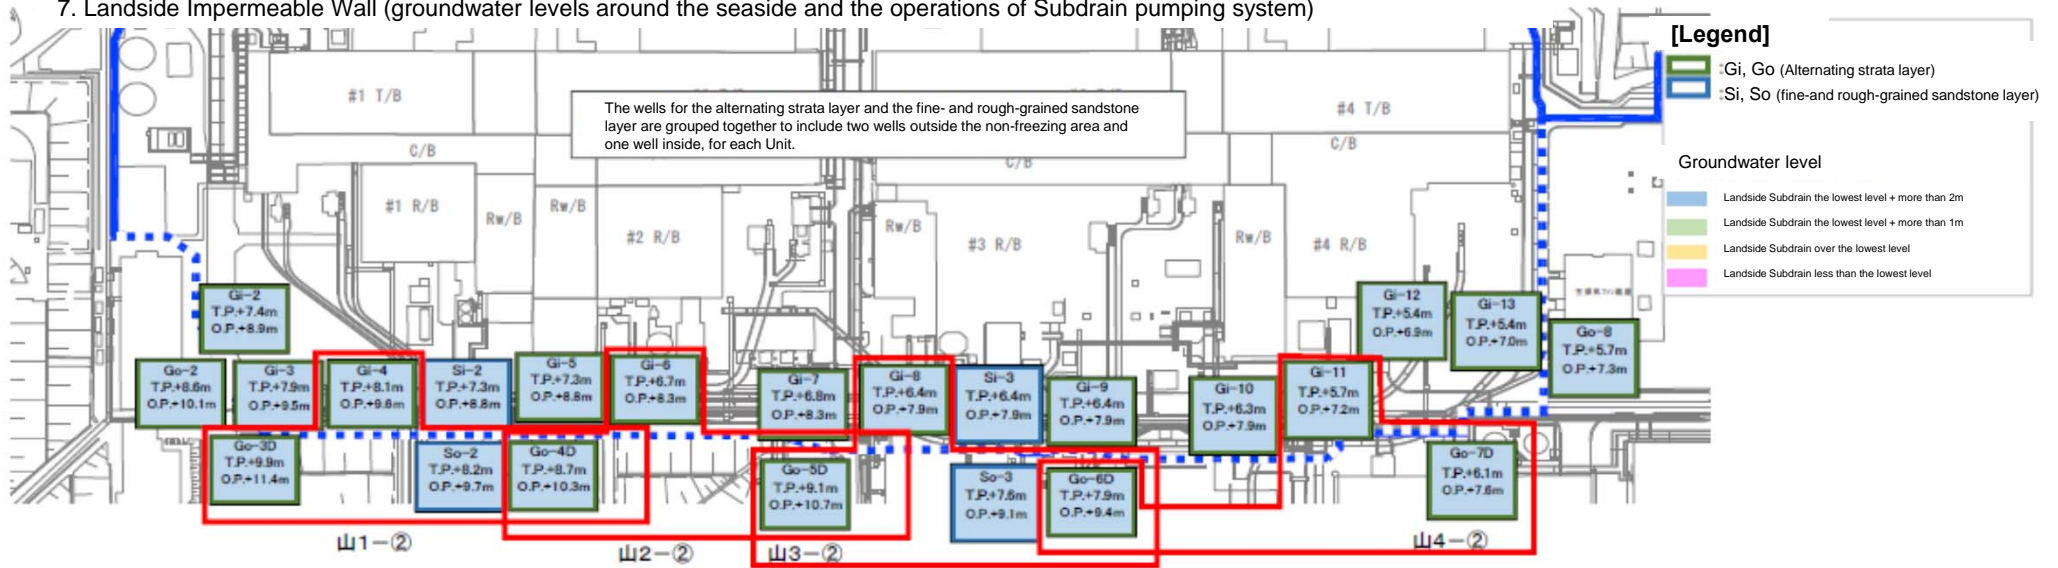 7. Landside Impermeable Wall (groundwater levels around the seaside and the operations of Subdrain pumping system)
[Legend]
:Gi, Go (Alternating strata layer)
:Si, So (fine-and rough-grained sandstone layer)
Groundwater level
Landside Subdrain the lowest level + more than 2m
Landside Subdrain the lowest level + more than 1m
Landside Subdrain over the lowest level
Landside Subdrain less than the lowest level
The wells for the alternating strata layer and the fine- and rough-grained sandstone
layer are grouped together to include two wells outside the non-freezing area and
one well inside, for each Unit.
#1 T/B
#4 T/B
C/B
C/B
C/B
#1 R/B
Rw/B
Rw/B
#2 R/B
Rw/B
#3 R/B
Rw/B
#4 R/B
Gi-2
T.P.+7.4m
O.P.+8.9m
Go-2
T.P.+8.6m
O.P.+10.1m
Gi-3
T.P.+7.9m
O.P.+9.5m
Gi-4
T.P.+8.1m
O.P.+9.6m
Si-2
T.P.+7.3m
O.P.+8.8m
Gi-5
T.P.+7.3m
O.P.+8.8m
Gi-6
T.P.+6.7m
O.P.+8.3m
Gi-7
T.P.+6.8m
O.P.+8.3m
Gi-8
T.P.+6.4m
O.P.+7.9m
Si-3
T.P.+6.4m
O.P.+7.9m
Gi-9
T.P.+6.4m
O.P.+7.9m
Gi-10
T.P.+6.3m
O.P.+7.9m
Gi-11
T.P.+5.7m
O.P.+7.2m
Gi-12
T.P.+5.4m
O.P.+6.9m
Gi-13
T.P.+5.4m
O.P.+7.0m
Go-8
T.P.+5.7m
O.P.+7.3m
Go-3D
T.P.+9.9m
O.P.+11.4m
So-2
T.P.+8.2m
O.P.+9.7m
Go-4D
T.P.+8.7m
O.P.+10.3m
Go-5D
T.P.+9.1m
O.P.+10.7m
So-3
T.P.+7.6m
O.P.+9.1m
Go-6D
T.P.+7.9m
O.P.+9.4m
Go-7D
T.P.+6.1m
O.P.+7.6m
山1-②
山2-②
山3-②
山4-②